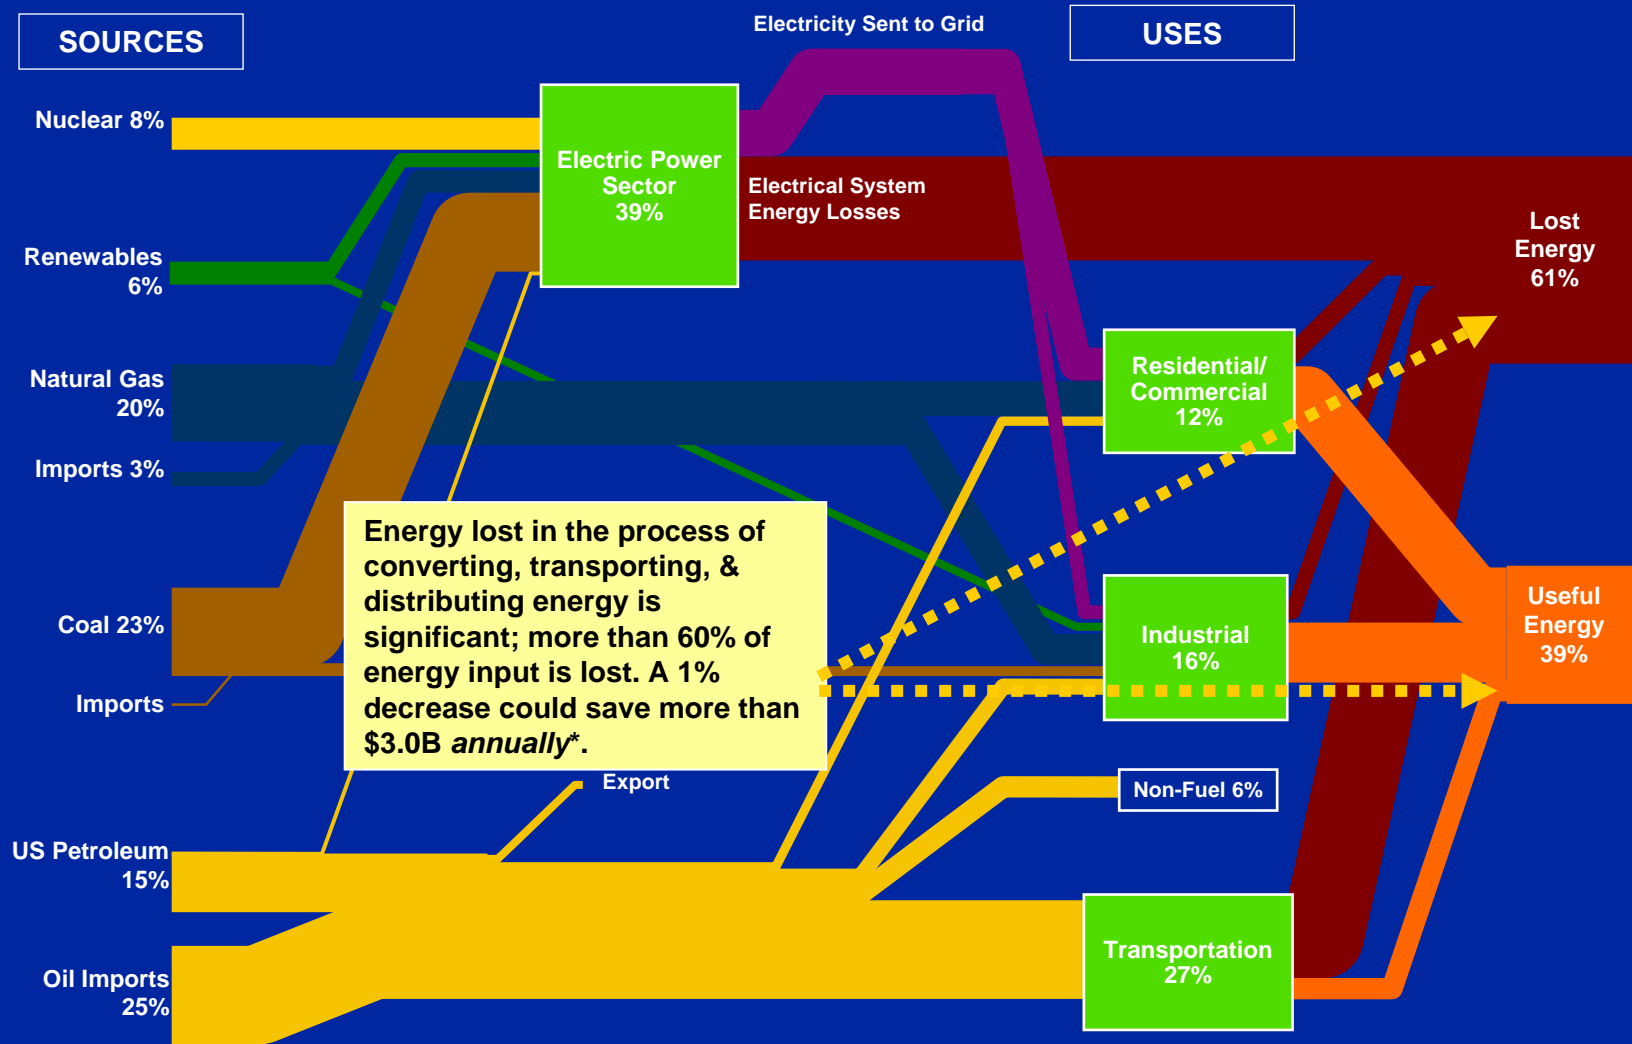 SOURCES
Electricity Sent to Grid
USES
Nuclear 8%
Electric Power
Sector
39%
Electrical System
Energy Losses
Lost
Energy
61%
Renewables
6%
Natural Gas
20%
Residential/
Commercial
12%
Imports 3%
Energy lost in the process of
converting, transporting, &
distributing energy is
significant; more than 60% of
energy input is lost. A 1%
decrease could save more than
$3.0B annually*.
Coal 23%
Industrial
16%
Useful
Energy
39%
Imports
Export
Non-Fuel 6%
US Petroleum
15%
Oil Imports
25%
Transportation
27%